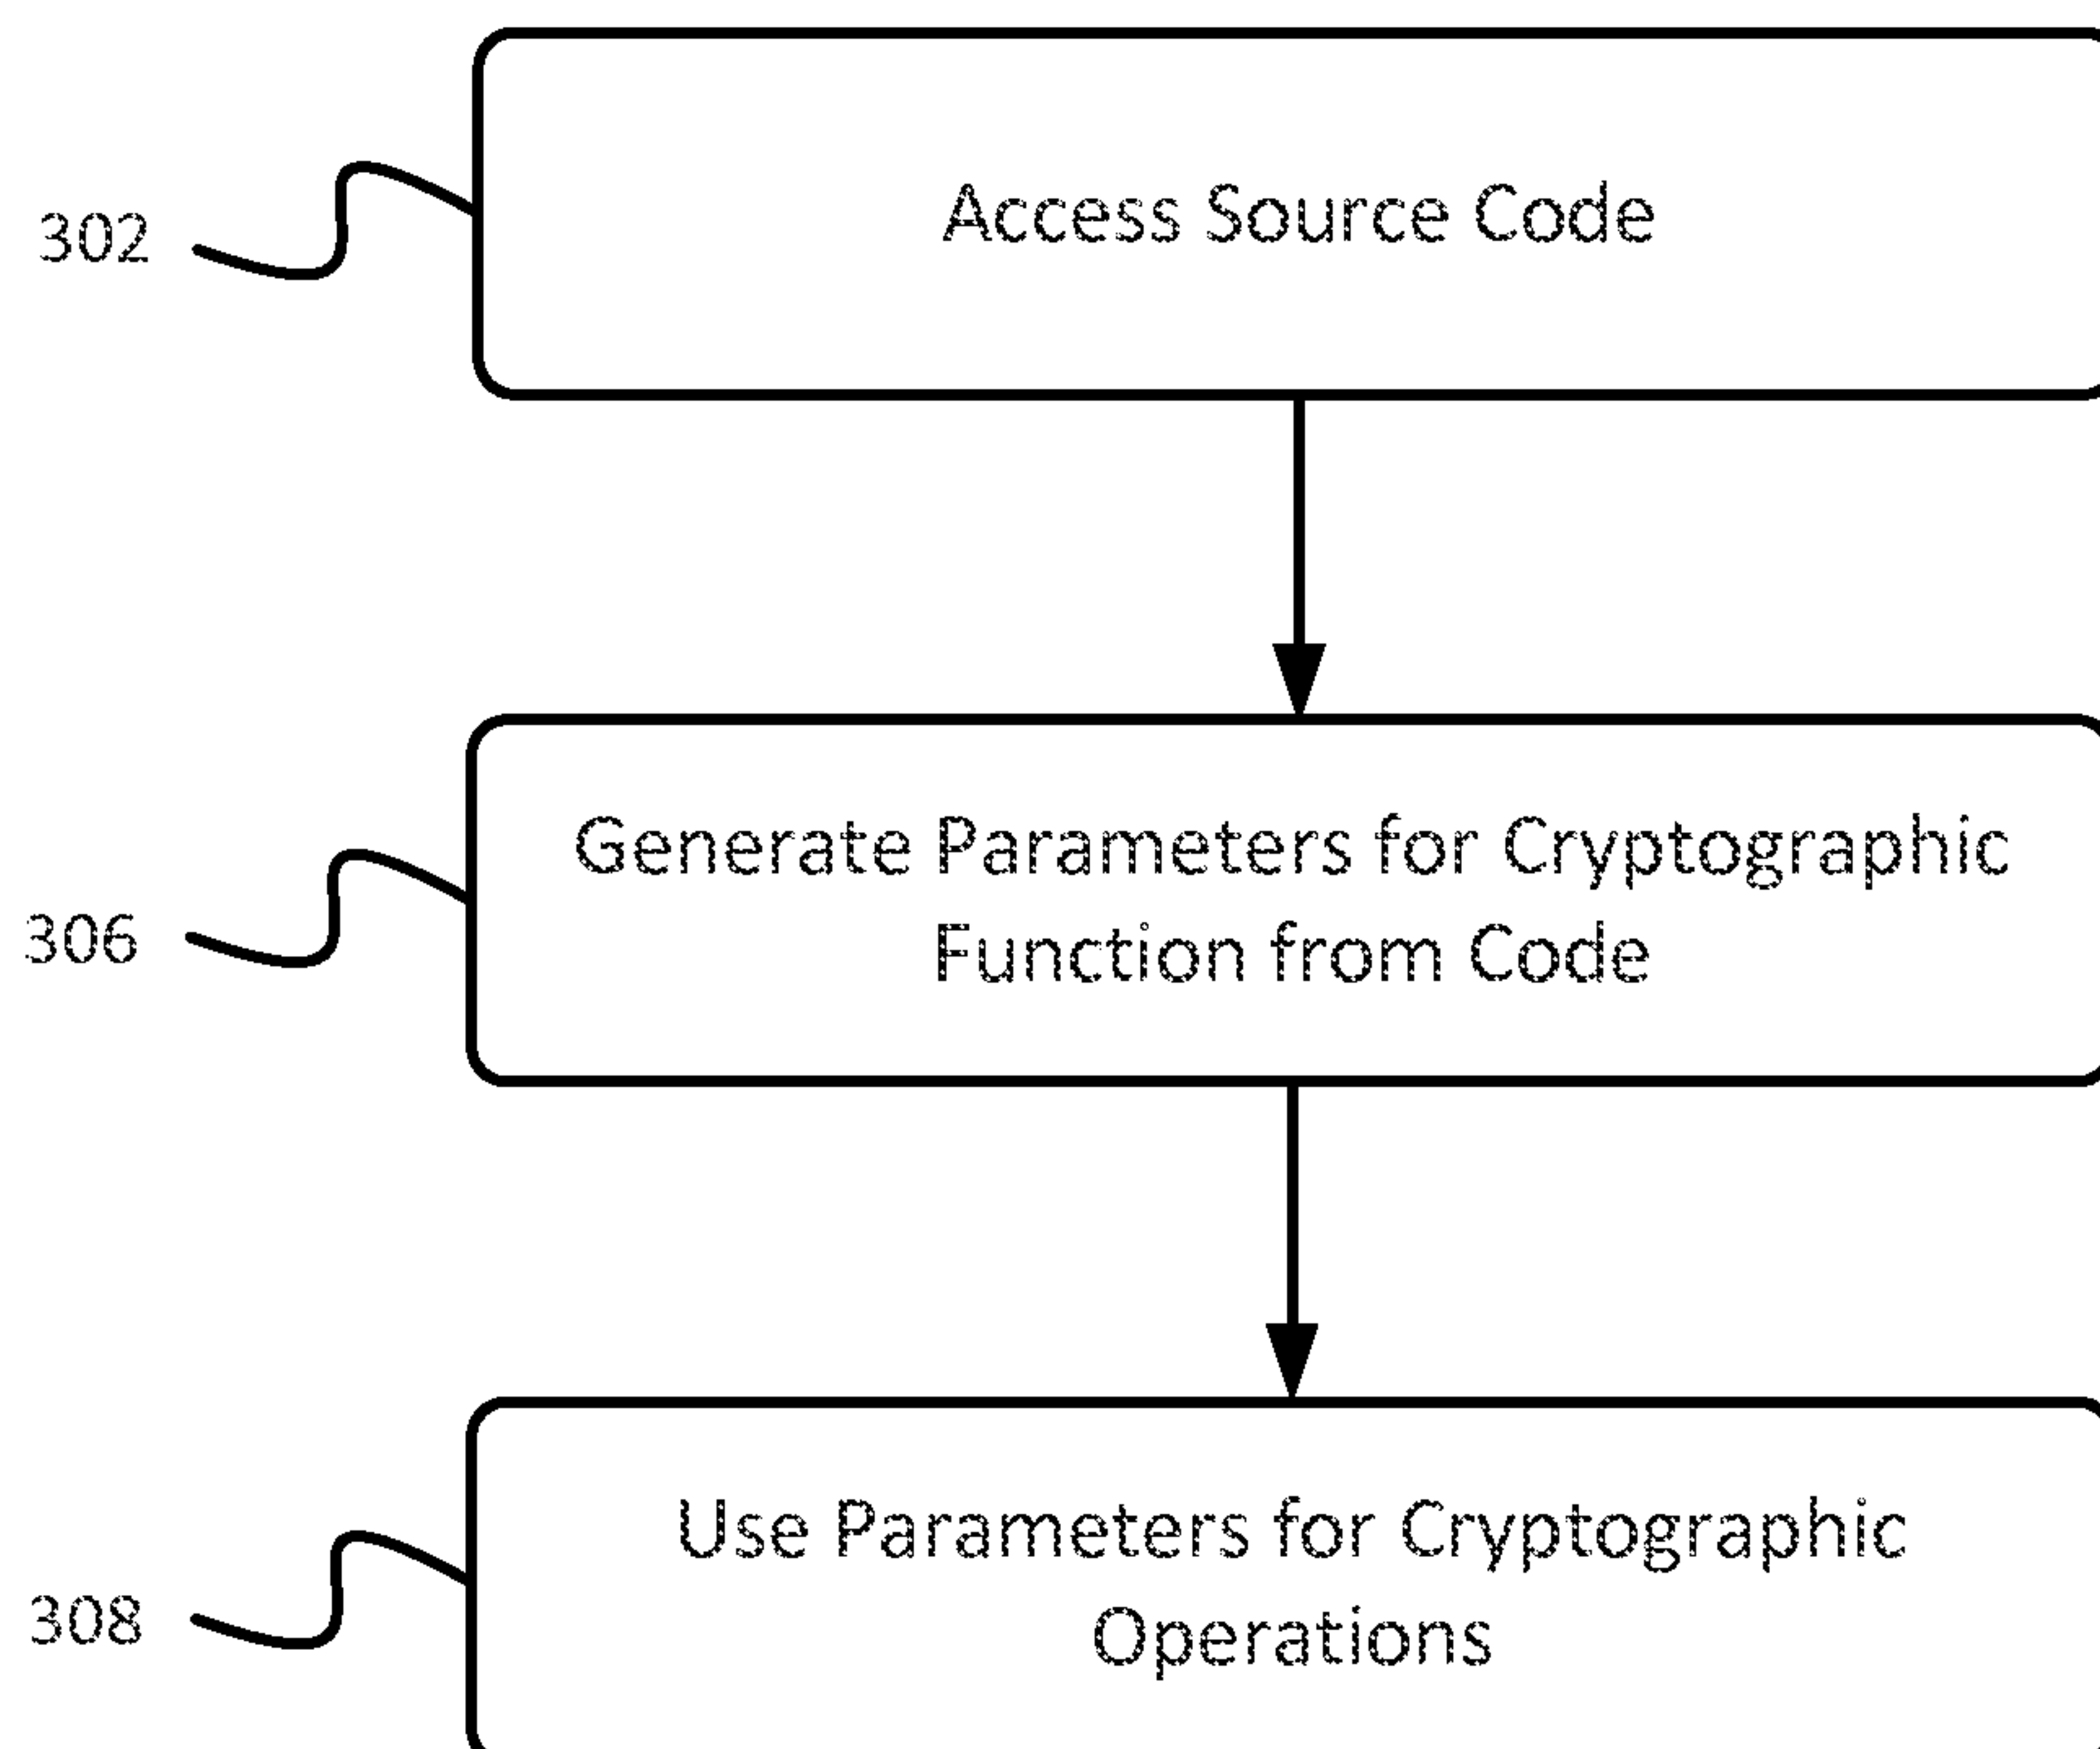 302
Access Source Code
306
Generate Parameters for Cryptographic
Function from Code
308
Use Parameters for Cryptographic
Operations